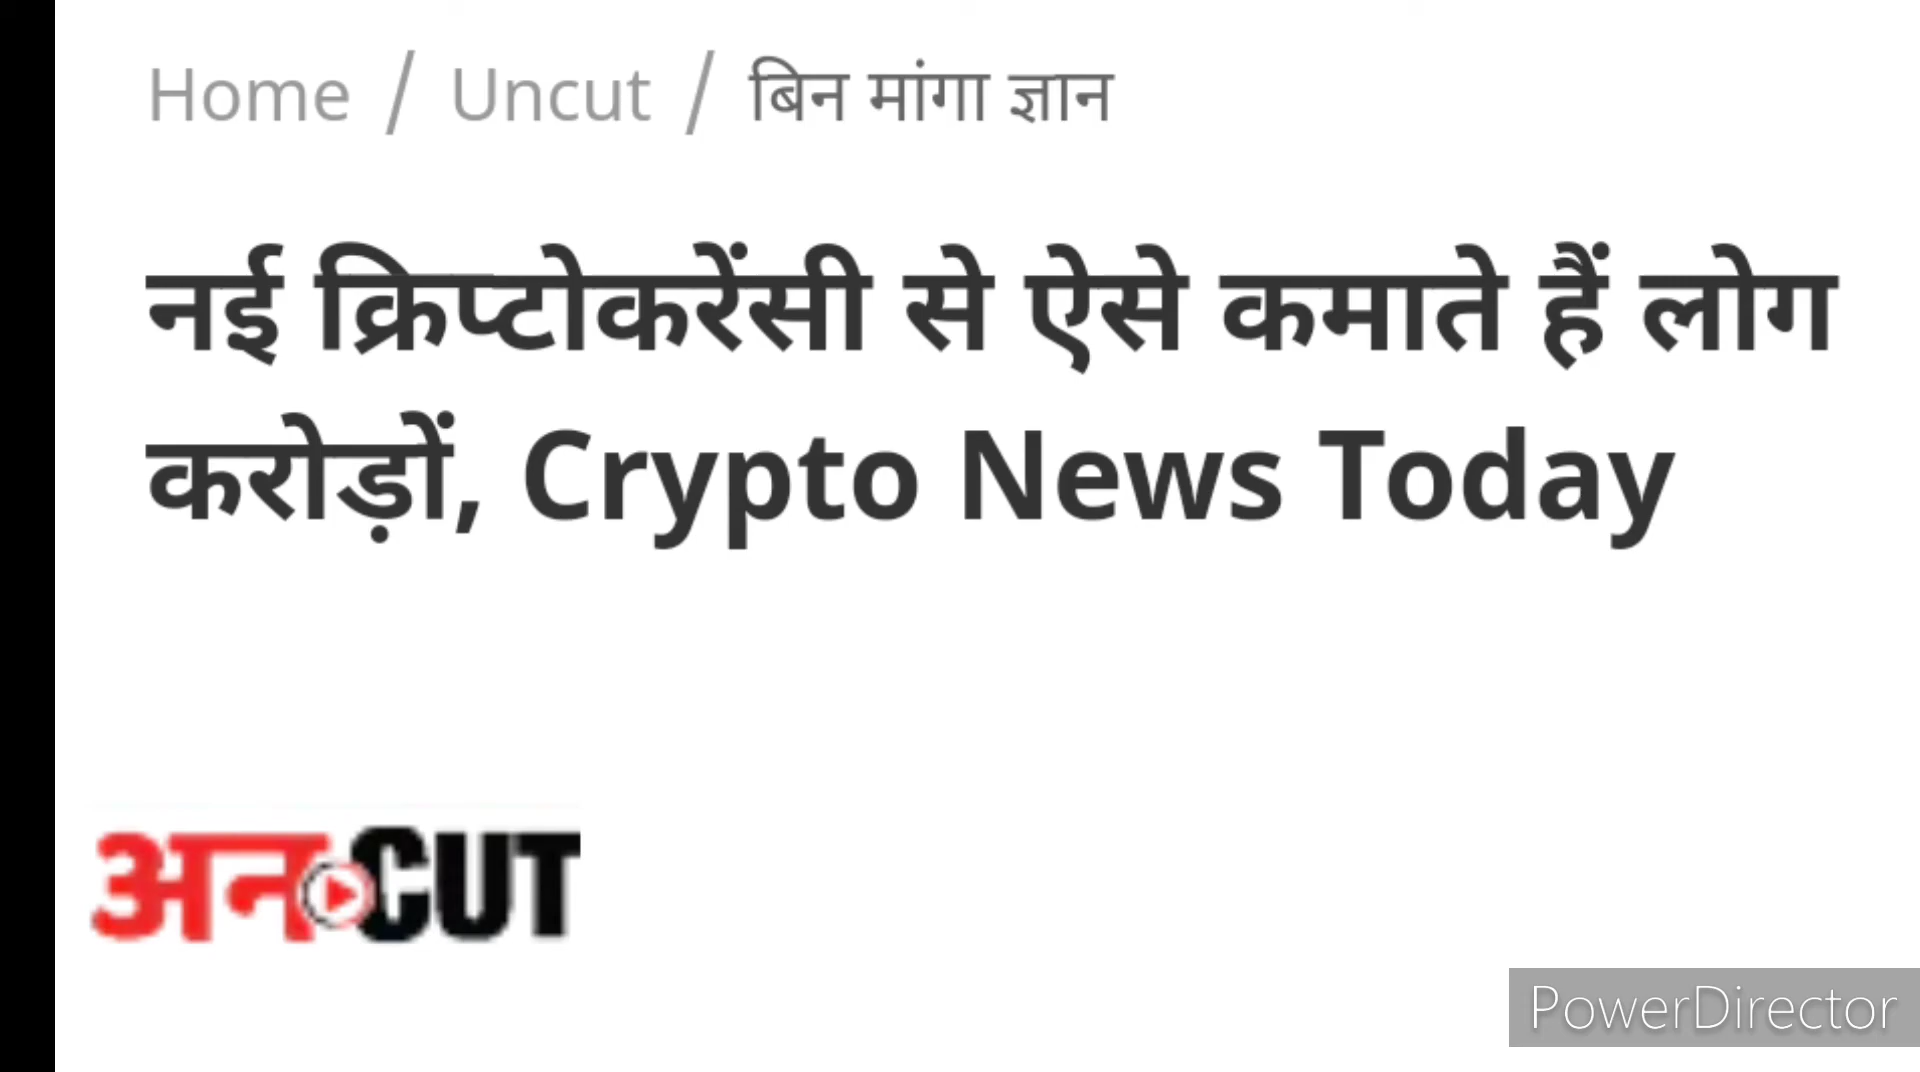 Home / Uncut / बिन मांगा ज्ञान
नई क्रिप्टोकरेंसी से ऐसे कमाते हैं लोग
करोड़ों, Crypto News Today
अनCUT
PowerDirector